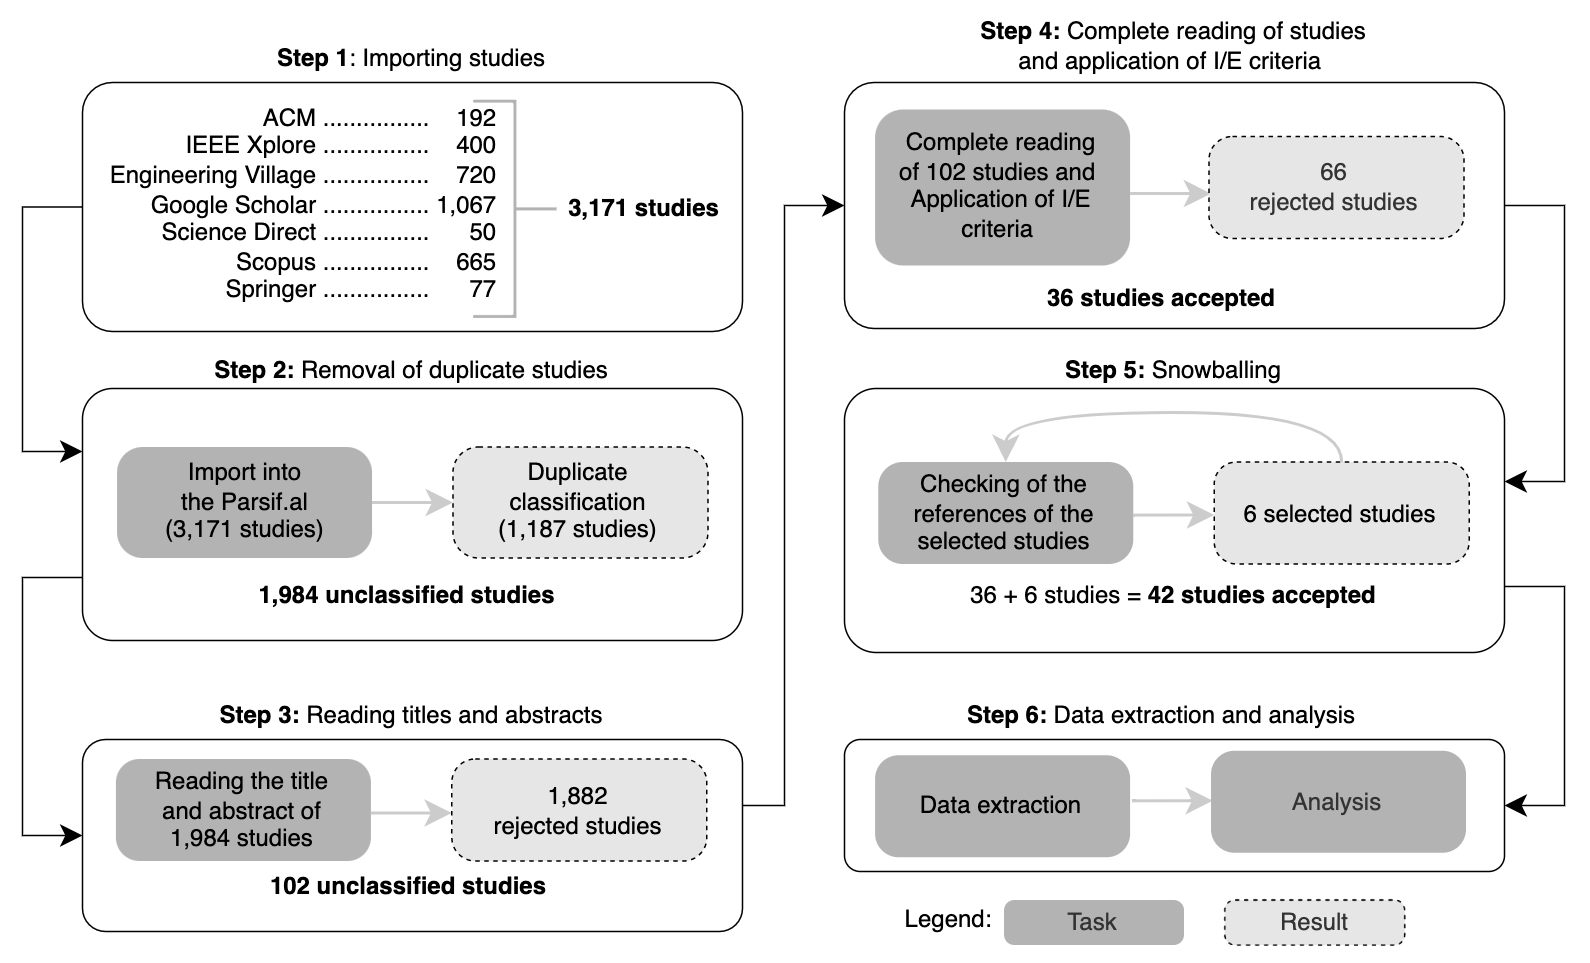 Step 1: Importing studies
ACM ................ 192
IEEE Xplore ................ 400
Engineering Village ................ 720
Google Scholar ................ 1,067
Science Direct ................ 50
Scopus ................ 665
Springer ................ 77
3,171 studies
Step 2: Removal of duplicate studies
Import into
the Parsif.al
(3,171 studies)
Duplicate
classification
(1,187 studies)
1,984 unclassified studies
Step 3: Reading titles and abstracts
Reading the title
and abstract of
1,984 studies
1,882
rejected studies
102 unclassified studies
Step 4: Complete reading of studies
and application of I/E criteria
Complete reading
of 102 studies and
Application of I/E
criteria
66
rejected studies
36 studies accepted
Step 5: Snowballing
Checking of the
references of the
selected studies
6 selected studies
36 + 6 studies = 42 studies accepted
Step 6: Data extraction and analysis
Data extraction
Analysis
Legend:
Task
Result